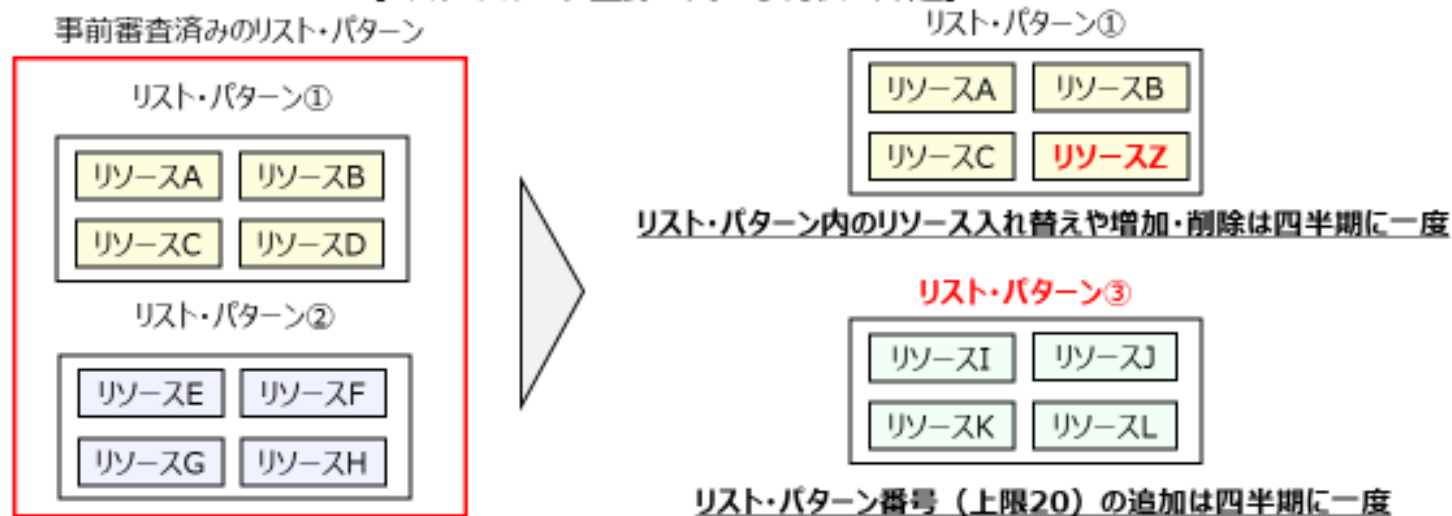 事前審査済みのリスト・パターン
リスト・パターン①
リソースA リソースB
リソースC リソースD
リスト・パターン②
リソースE リソースF
リソースG リソースH
リスト・パターン①
リソースA リソースB
リソースC リソースZ
リスト・パターン内のリソース入れ替えや増加・削除は四半期に一度
リスト・パターン③
リソースI リソースJ
リソースK リソースL
リスト・パターン番号（上限20）の追加は四半期に一度